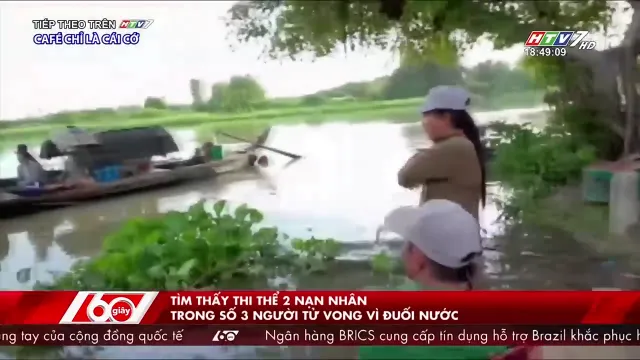 TIẾP THEO TRÊN HTV7
CAFÉ CHỈ LÀ CÁI CỚ
HTV7 HD
18:49:09
60 giây
TÌM THẤY THI THỂ 2 NẠN NHÂN
TRONG SỐ 3 NGƯỜI TỬ VONG VÌ ĐUỐI NƯỚC
ng tay của cộng đồng quốc tế Ngân hàng BRICS cung cấp tín dụng hỗ trợ Brazil khắc phục